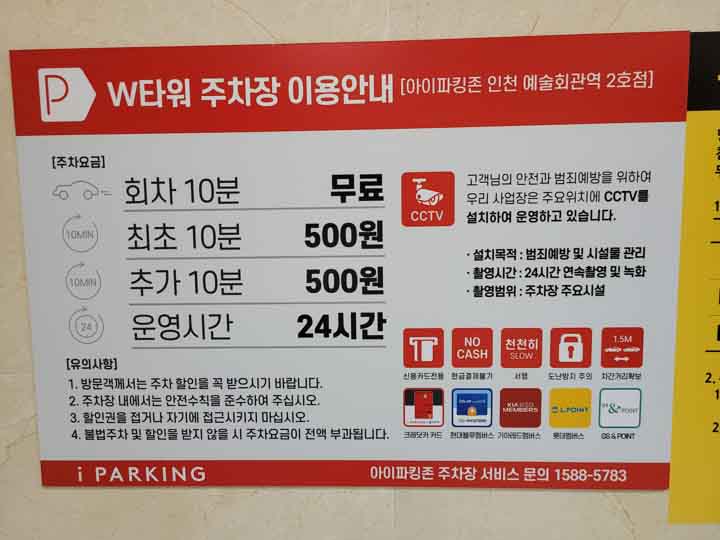 P W타워 주차장 이용안내 [아이파킹존 인천 예술회관역 2호점]
[주차요금]
회차 10분 무료
10MIN 최초 10분 500원
10MIN 추가 10분 500원
24 운영시간 24시간
[유의사항]
1. 방문객께서는 주차 할인을 꼭 받으시기 바랍니다.
2. 주차장 내에서는 안전수칙을 준수하여 주십시오.
3. 할인권을 접거나 자기에 접근시키지 마십시오.
4. 불법주차 및 할인을 받지 않을 시 주차요금이 전액 부과됩니다.
CCTV
고객님의 안전과 범죄예방을 위하여
우리 사업장은 주요위치에 CCTV를
설치하여 운영하고 있습니다.
· 설치목적 : 범죄예방 및 시설물 관리
· 촬영시간 : 24시간 연속촬영 및 녹화
· 촬영범위 : 주차장 주요시설
NO CASH
천천히 SLOW
1.5M
신용카드전용 현금결제불가 서행 도난방지 주의 차간거리확보
KIA RED MEMBERS
L.POINT
GS & POINT
크레당카 카드 현대블루멤버스 기아레드멤버스 롯데멤버스 GS & POINT
i PARKING
아이파킹존 주차장 서비스 문의 1588-5783
1
2.
1
2